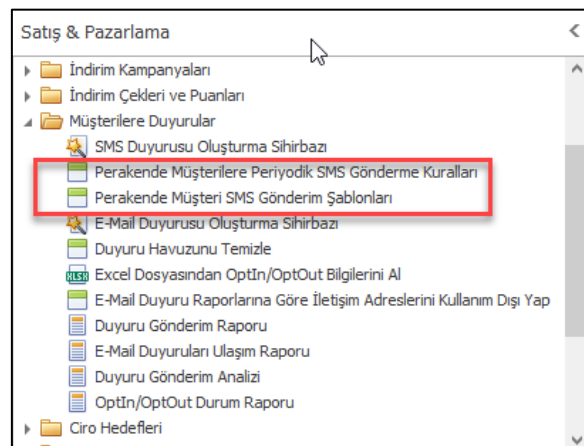 Satış & Pazarlama
İndirim Kampanyaları
İndirim Çekleri ve Puanları
Müşterilere Duyurular
SMS Duyurusu Oluşturma Sihirbazı
Perakende Müşterilere Periyodik SMS Gönderme Kuralları
Perakende Müşteri SMS Gönderim Şablonları
E-Mail Duyurusu Oluşturma Sihirbazı
Duyuru Havuzunu Temizle
XLSX Excel Dosyasından OptIn/OptOut Bilgilerini Al
E-Mail Duyuru Raporlarına Göre İletişim Adreslerini Kullanım Dışı Yap
Duyuru Gönderim Raporu
E-Mail Duyuruları Ulaşım Raporu
Duyuru Gönderim Analizi
OptIn/OptOut Durum Raporu
Ciro Hedefleri